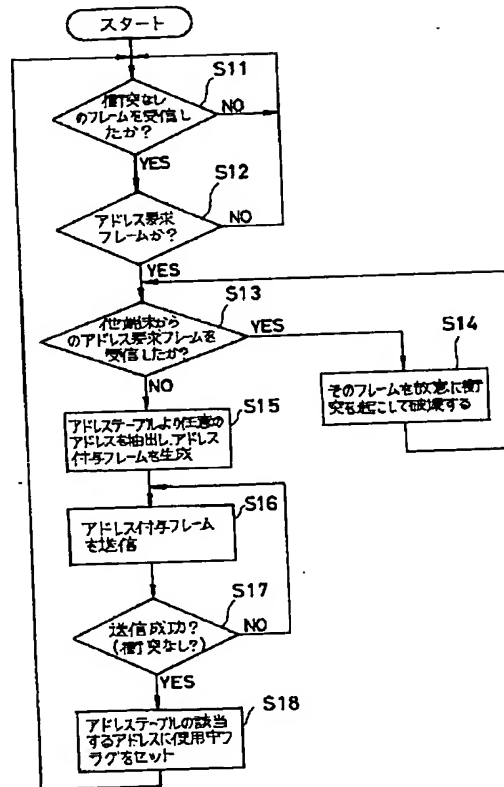 スタート
S11
衝突なし
のフレームを受信し
たか？
NO
YES
S12
アドレス要求
フレームか？
NO
YES
S13
他端末から
のアドレス要求フレームを
受信したか？
YES
NO
S14
そのフレームを故意に衝
突を起こして破壊する
S15
アドレステーブルより任意の
アドレスを抽出し、アドレス
付与フレームを生成
S16
アドレス付与フレーム
を送信
S17
送信成功？
(衝突なし?)
NO
YES
S18
アドレステーブルの該当
するアドレスに使用中フ
ラグをセット